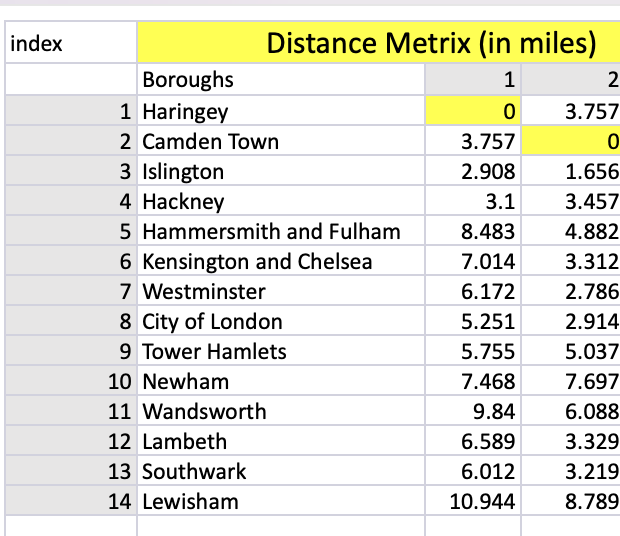 index Distance Metrix (in miles)
Boroughs 1 2
1 Haringey 0 3.757
2 Camden Town 3.757 0
3 Islington 2.908 1.656
4 Hackney 3.1 3.457
5 Hammersmith and Fulham 8.483 4.882
6 Kensington and Chelsea 7.014 3.312
7 Westminster 6.172 2.786
8 City of London 5.251 2.914
9 Tower Hamlets 5.755 5.037
10 Newham 7.468 7.697
11 Wandsworth 9.84 6.088
12 Lambeth 6.589 3.329
13 Southwark 6.012 3.219
14 Lewisham 10.944 8.789